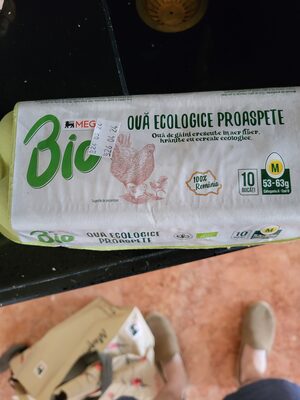 MEG
Bio
OUĂ ECOLOGICE PROASPETE
Ouă de găini crescute în aer liber,
hrănite cu cereale ecologice.
100%
România
10
BUCĂȚI
M
53-63g
Bio
OUĂ ECOLOGICE
PROASPETE
10
M